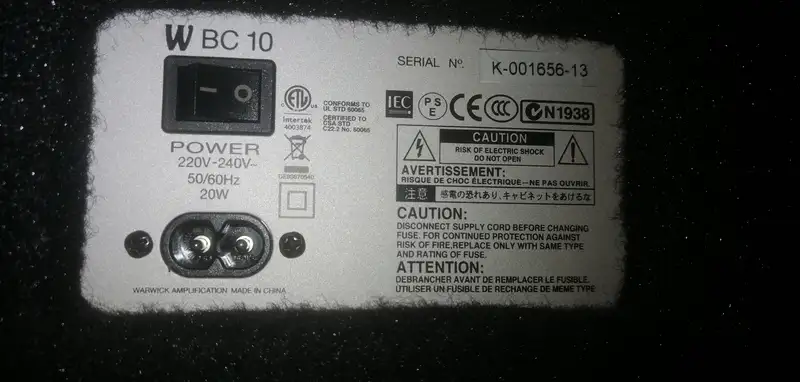 W BC 10
SERIAL Nº.
K-001656-13
— O
ETL
us
Intertek
4003874
CONFORMS TO
UL STD 60065
CERTIFIED TO
CSA STD
C22.2 No. 60065
IEC
P S E
CE
CCC
N1938
POWER
220V-240V~
50/60Hz
20W
CAUTION
RISK OF ELECTRIC SHOCK
DO NOT OPEN
AVERTISSEMENT:
RISQUE DE CHOC ÉLECTRIQUE–NE PAS OUVRIR.
注意 感電の恐れあり、キャビネットをあけるな
CAUTION:
DISCONNECT SUPPLY CORD BEFORE CHANGING
FUSE. FOR CONTINUED PROTECTION AGAINST
RISK OF FIRE,REPLACE ONLY WITH SAME TYPE
AND RATING OF FUSE.
ATTENTION:
DEBRANCHER AVANT DE REMPLACER LE FUSIBLE.
UTILISER UN FUSIBLE DE RECHANGE DE MEME TYPE
WARWICK AMPLIFICATION MADE IN CHINA